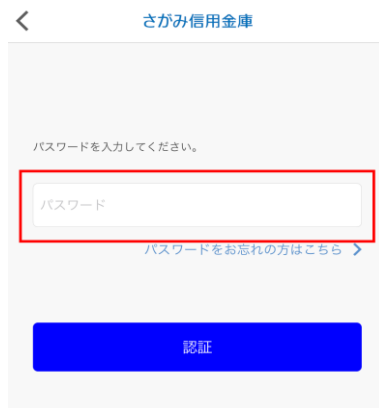 さがみ信用金庫
パスワードを入力してください。
パスワード
パスワードをお忘れの方はこちら
認証